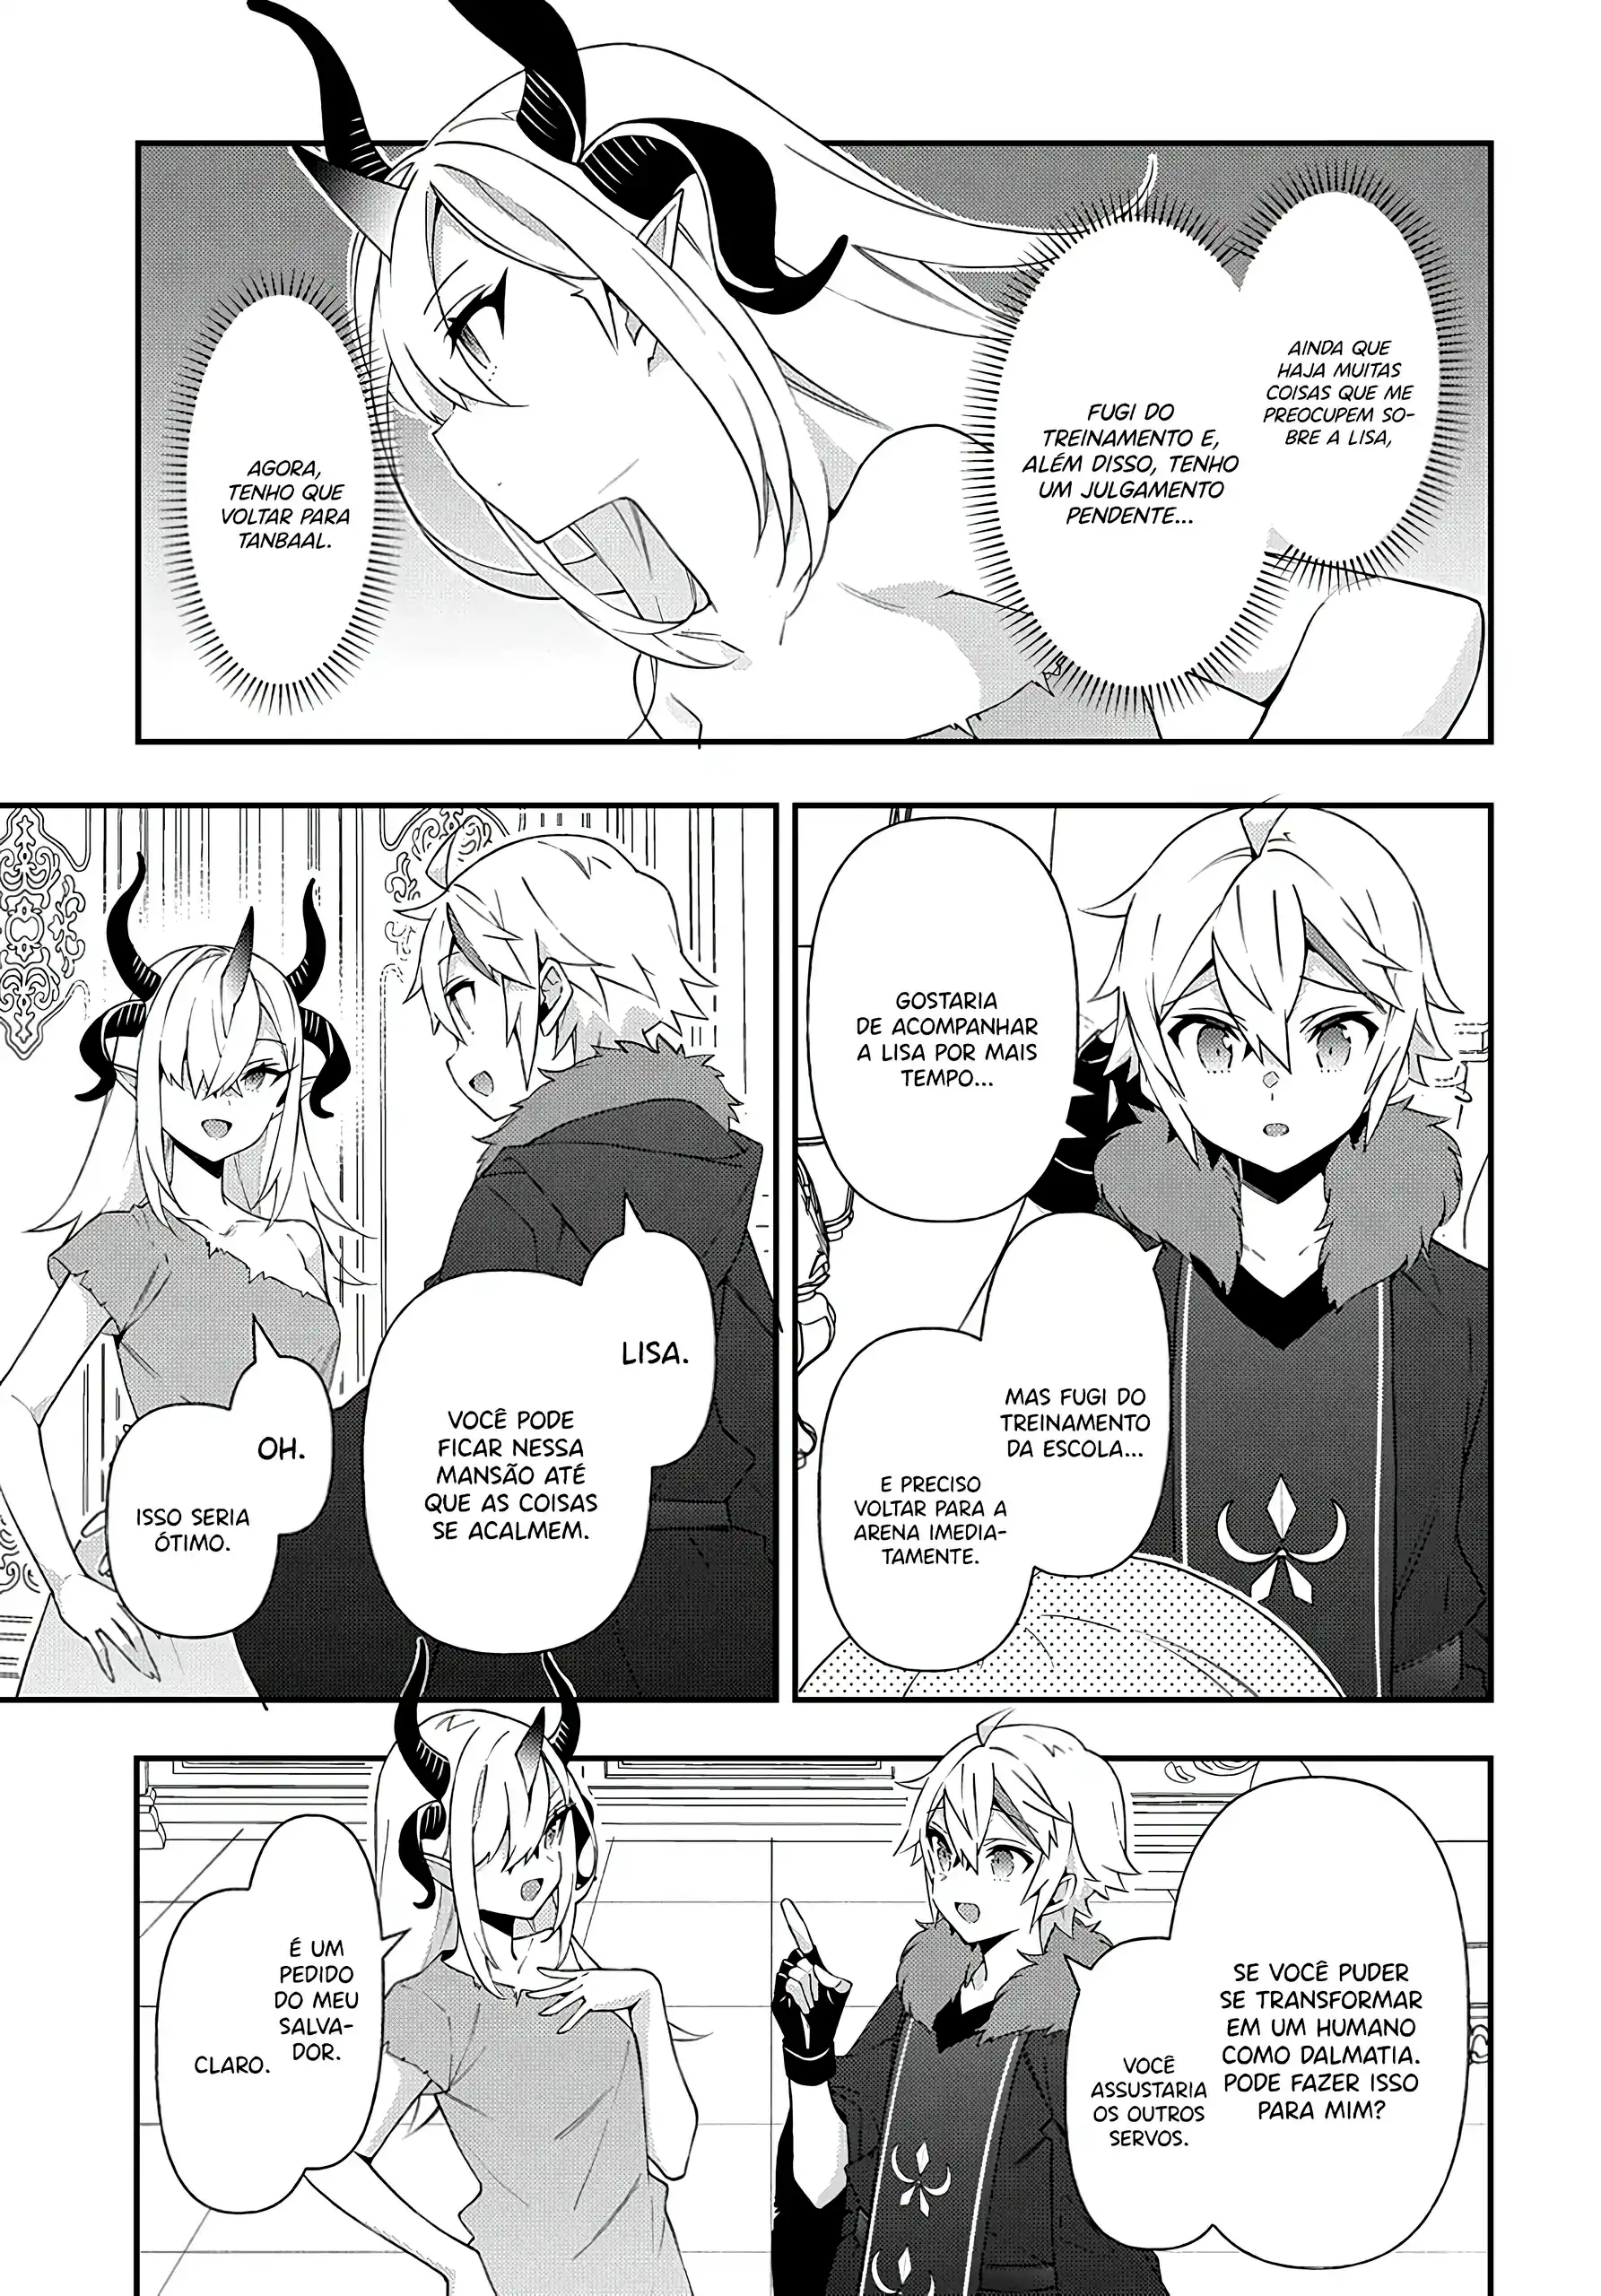 AINDA QUE
HAJA MUITAS
COISAS QUE ME
PREOCUPEM SO-
BRE A LISA,
FUGI DO
TREINAMENTO E,
ALÉM DISSO, TENHO
UM JULGAMENTO
PENDENTE...
AGORA,
TENHO QUE
VOLTAR PARA
TANBAAL.
GOSTARIA
DE ACOMPANHAR
A LISA POR MAIS
TEMPO...
MAS FUGI DO
TREINAMENTO
DA ESCOLA...
E PRECISO
VOLTAR PARA A
ARENA IMEDIA-
TAMENTE.
LISA.
VOCÊ PODE
FICAR NESSA
MANSÃO ATÉ
QUE AS COISAS
SE ACALMEM.
OH.
ISSO SERIA
ÓTIMO.
SE VOCÊ PUDER
SE TRANSFORMAR
EM UM HUMANO
COMO DALMATIA.
PODE FAZER ISSO
PARA MIM?
VOCÊ
ASSUSTARIA
OS OUTROS
SERVOS.
É UM
PEDIDO
DO MEU
SALVA-
DOR.
CLARO.